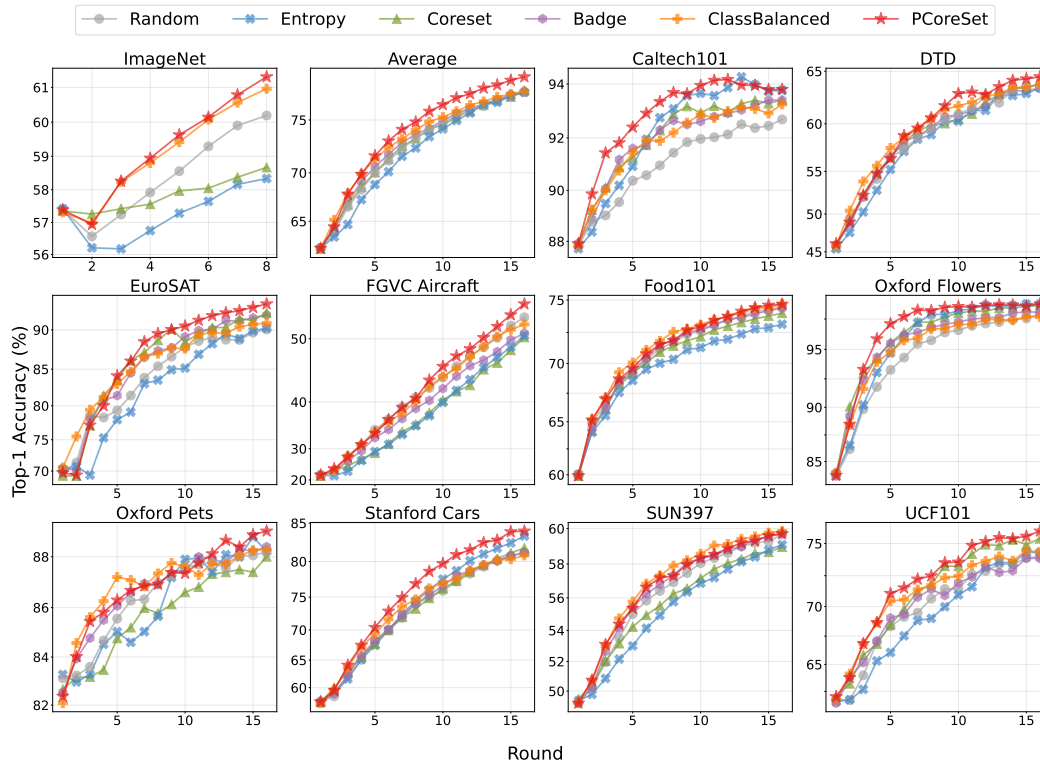 Random Entropy Coreset Badge ClassBalanced PCoreSet
ImageNet Average Caltech101 DTD
61 60 59 58 57 56
2 4 6 8
75 70 65
5 10 15
94 92 90 88
5 10 15
65 60 55 50 45
5 10 15
EuroSAT FGVC Aircraft Food101 Oxford Flowers
90 85 80 75 70
5 10 15
50 40 30 20
5 10 15
75 70 65 60
5 10 15
95 90 85
5 10 15
Top-1 Accuracy (%)
Oxford Pets Stanford Cars SUN397 UCF101
88 86 84 82
5 10 15
85 80 75 70 65 60
5 10 15
60 58 56 54 52 50
5 10 15
75 70 65
5 10 15
Round